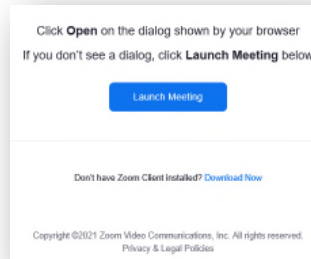 Click Open on the dialog shown by your browser
If you don't see a dialog, click Launch Meeting below
Launch Meeting
Don't have Zoom Client installed? Download Now
Copyright ©2021 Zoom Video Communications, Inc. All rights reserved.
Privacy & Legal Policies